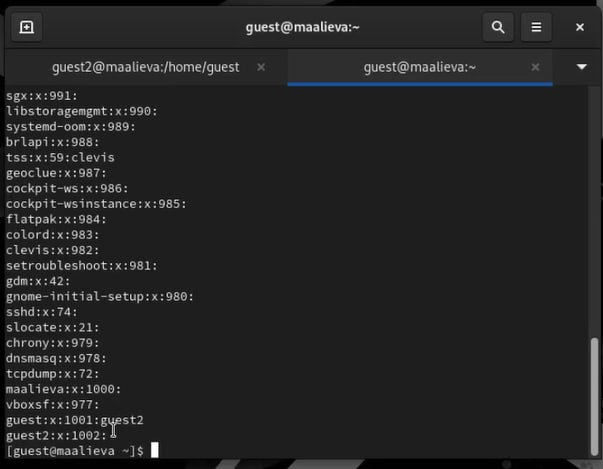 guest@maalieva:~
guest2@maalieva:/home/guest
guest@maalieva:~
sgx:x:991:
libstoragemgmt:x:990:
systemd-oom:x:989:
brlapi:x:988:
tss:x:59:clevis
geoclue:x:987:
cockpit-ws:x:986:
cockpit-wsinstance:x:985:
flatpak:x:984:
colord:x:983:
clevis:x:982:
setroubleshoot:x:981:
gdm:x:42:
gnome-initial-setup:x:980:
sshd:x:74:
slocate:x:21:
chrony:x:979:
dnsmasq:x:978:
tcpdump:x:72:
maalieva:x:1000:
vboxsf:x:977:
guest:x:1001:guest2
guest2:x:1002:
[guest@maalieva ~]$